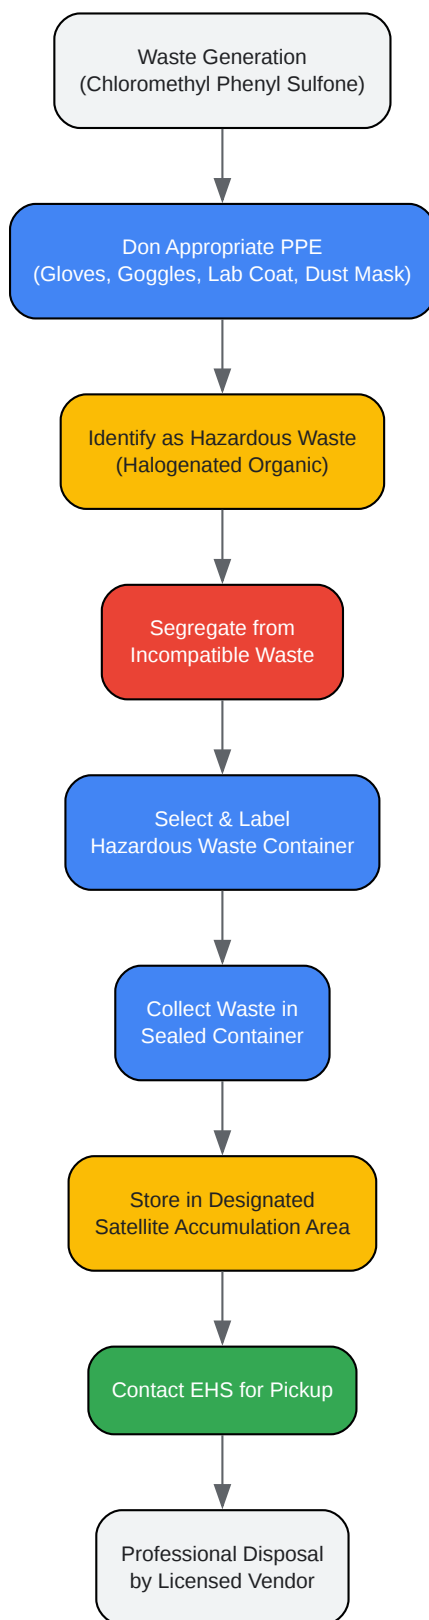 Waste Generation
(Chloromethyl Phenyl Sulfone)
Don Appropriate PPE
(Gloves, Goggles, Lab Coat, Dust Mask)
Identify as Hazardous Waste
(Halogenated Organic)
Segregate from
Incompatible Waste
Select & Label
Hazardous Waste Container
Collect Waste in
Sealed Container
Store in Designated
Satellite Accumulation Area
Contact EHS for Pickup
Professional Disposal
by Licensed Vendor